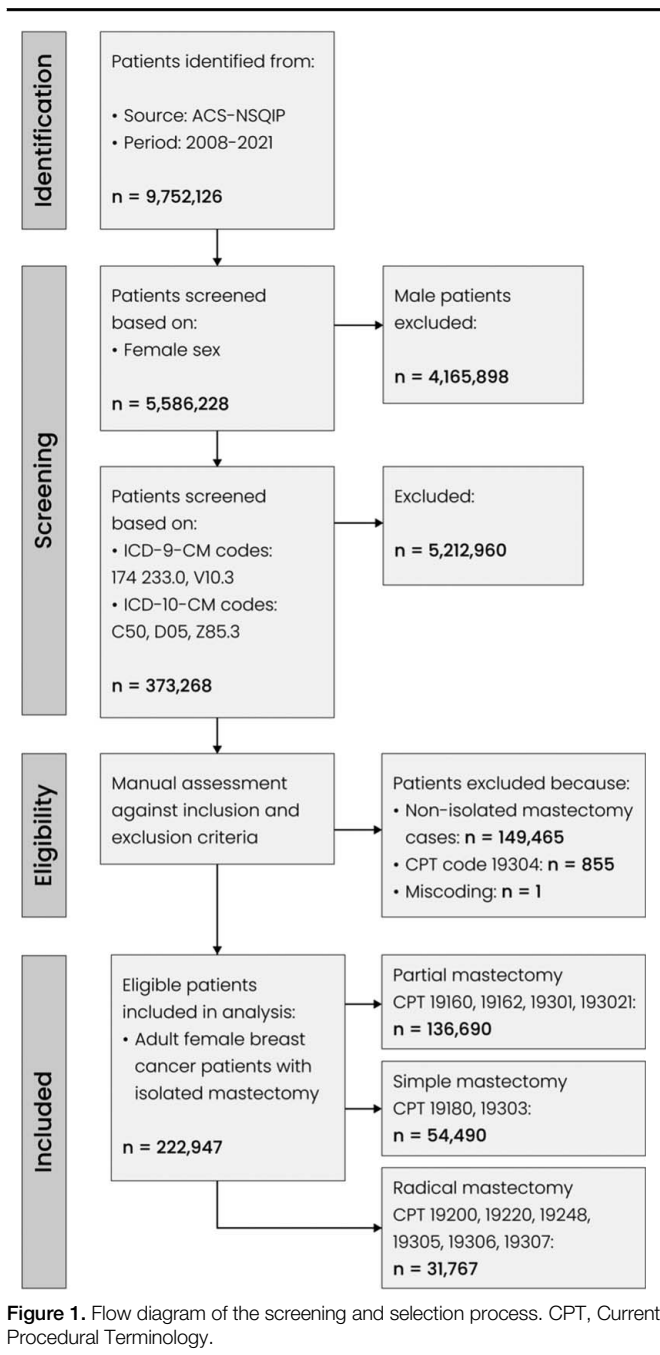 Identification
Patients identified from:
• Source: ACS-NSQIP
• Period: 2008-2021
n = 9,752,126
Screening
Patients screened
based on:
• Female sex
n = 5,586,228
Male patients
excluded:
n = 4,165,898
Patients screened
based on:
• ICD-9-CM codes:
174 233.0, V10.3
• ICD-10-CM codes:
C50, D05, Z85.3
n = 373,268
Excluded:
n = 5,212,960
Eligibility
Manual assessment
against inclusion and
exclusion criteria
Patients excluded because:
• Non-isolated mastectomy
cases: n = 149,465
• CPT code 19304: n = 855
• Miscoding: n = 1
Included
Eligible patients
included in analysis:
• Adult female breast
cancer patients with
isolated mastectomy
n = 222,947
Partial mastectomy
CPT 19160, 19162, 19301, 193021:
n = 136,690
Simple mastectomy
CPT 19180, 19303:
n = 54,490
Radical mastectomy
CPT 19200, 19220, 19248,
19305, 19306, 19307:
n = 31,767
Figure 1. Flow diagram of the screening and selection process. CPT, Current
Procedural Terminology.